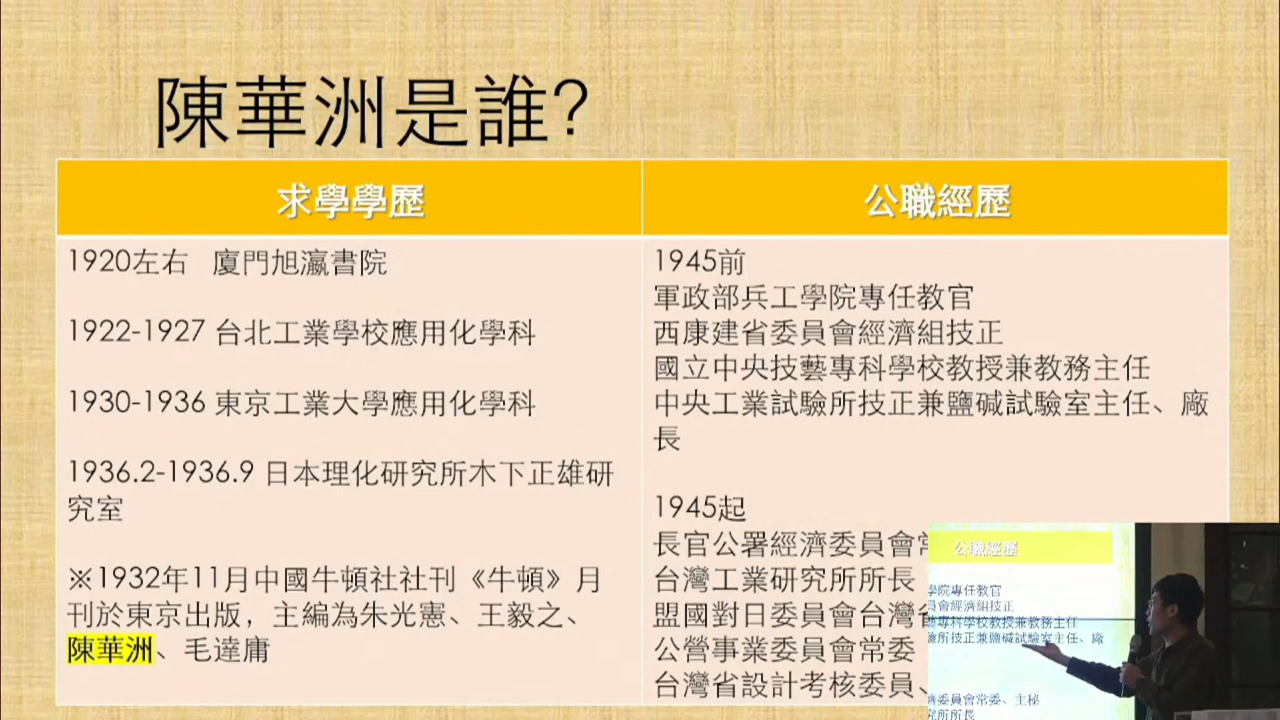 陳華洲是誰?
求學學歷
公職經歷
1920左右 廈門旭瀛書院
1922-1927 台北工業學校應用化學科
1930-1936 東京工業大學應用化學科
1936.2-1936.9 日本理化研究所木下正雄研
究室
※1932年11月中國牛頓社社刊《牛頓》月
刊於東京出版，主編為朱光憲、王毅之、
陳華洲、毛達庸
1945前
軍政部兵工學院專任教官
西康建省委員會經濟組技正
國立中央技藝專科學校教授兼教務主任
中央工業試驗所技正兼鹽碱試驗室主任、廠
長
1945起
長官公署經濟委員會常
台灣工業研究所所長
盟國對日委員會台灣省
公營事業委員會常委
台灣省設計考核委員、
公職經歷
學院專任教官
員會經濟組技正
藝專科學校教授兼教務主任
驗所技正兼鹽碱試驗室主任、廠
濟委員會常委、主秘
究所所長